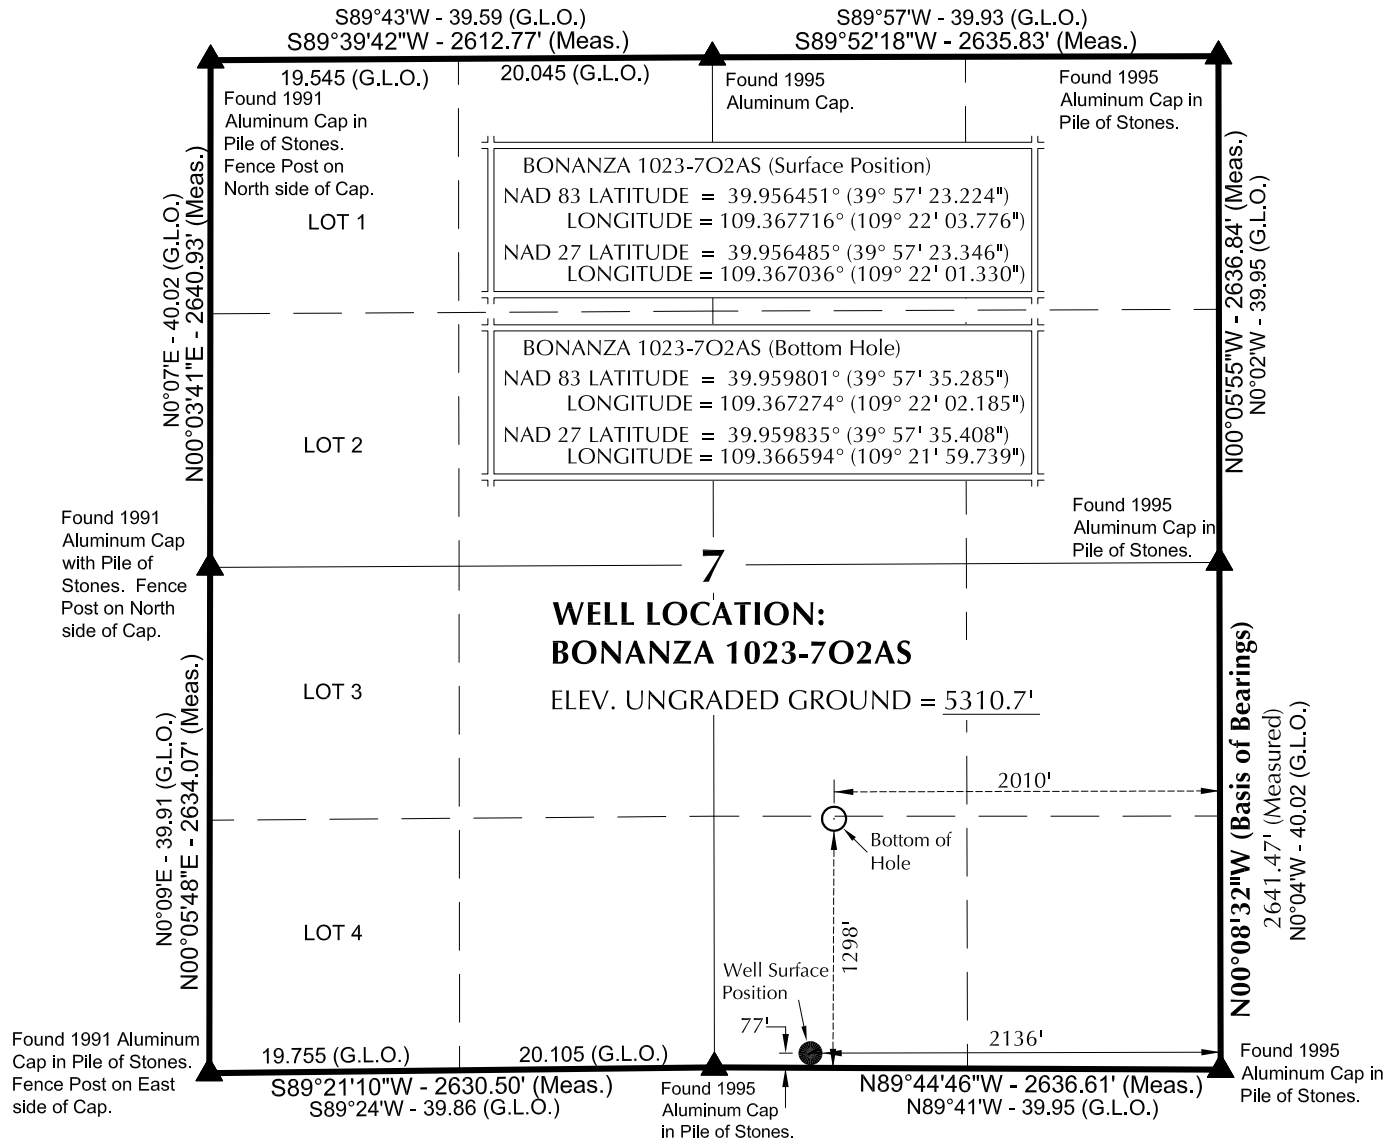 S89°43'W - 39.59 (G.L.O.)
S89°39'42"W - 2612.77' (Meas.)
S89°57'W - 39.93 (G.L.O.)
S89°52'18"W - 2635.83' (Meas.)
19.545 (G.L.O.)
20.045 (G.L.O.)
Found 1991
Aluminum Cap in
Pile of Stones.
Fence Post on
North side of Cap.
Found 1995
Aluminum Cap.
Found 1995
Aluminum Cap in
Pile of Stones.
LOT 1
BONANZA 1023-7O2AS (Surface Position)
NAD 83 LATITUDE = 39.956451° (39° 57' 23.224")
LONGITUDE = 109.367716° (109° 22' 03.776")
NAD 27 LATITUDE = 39.956485° (39° 57' 23.346")
LONGITUDE = 109.367036° (109° 22' 01.330")
N0°07'E - 40.02 (G.L.O.)
N00°03'41"E - 2640.93' (Meas.)
N00°05'55"W - 2636.84' (Meas.)
N0°02'W - 39.95 (G.L.O.)
BONANZA 1023-7O2AS (Bottom Hole)
NAD 83 LATITUDE = 39.959801° (39° 57' 35.285")
LONGITUDE = 109.367274° (109° 22' 02.185")
NAD 27 LATITUDE = 39.959835° (39° 57' 35.408")
LONGITUDE = 109.366594° (109° 21' 59.739")
LOT 2
Found 1991
Aluminum Cap
with Pile of
Stones. Fence
Post on North
side of Cap.
Found 1995
Aluminum Cap in
Pile of Stones.
7
WELL LOCATION:
BONANZA 1023-7O2AS
ELEV. UNGRADED GROUND = 5310.7'
LOT 3
N0°09'E - 39.91 (G.L.O.)
N00°05'48"E - 2634.07' (Meas.)
N00°08'32"W (Basis of Bearings)
2641.47' (Measured)
N0°04'W - 40.02 (G.L.O.)
2010'
Bottom of
Hole
LOT 4
1298'
Well Surface
Position
77'
2136'
Found 1991 Aluminum
Cap in Pile of Stones.
Fence Post on East
side of Cap.
19.755 (G.L.O.)
20.105 (G.L.O.)
S89°21'10"W - 2630.50' (Meas.)
S89°24'W - 39.86 (G.L.O.)
Found 1995
Aluminum Cap
in Pile of Stones.
N89°44'46"W - 2636.61' (Meas.)
N89°41'W - 39.95 (G.L.O.)
Found 1995
Aluminum Cap in
Pile of Stones.